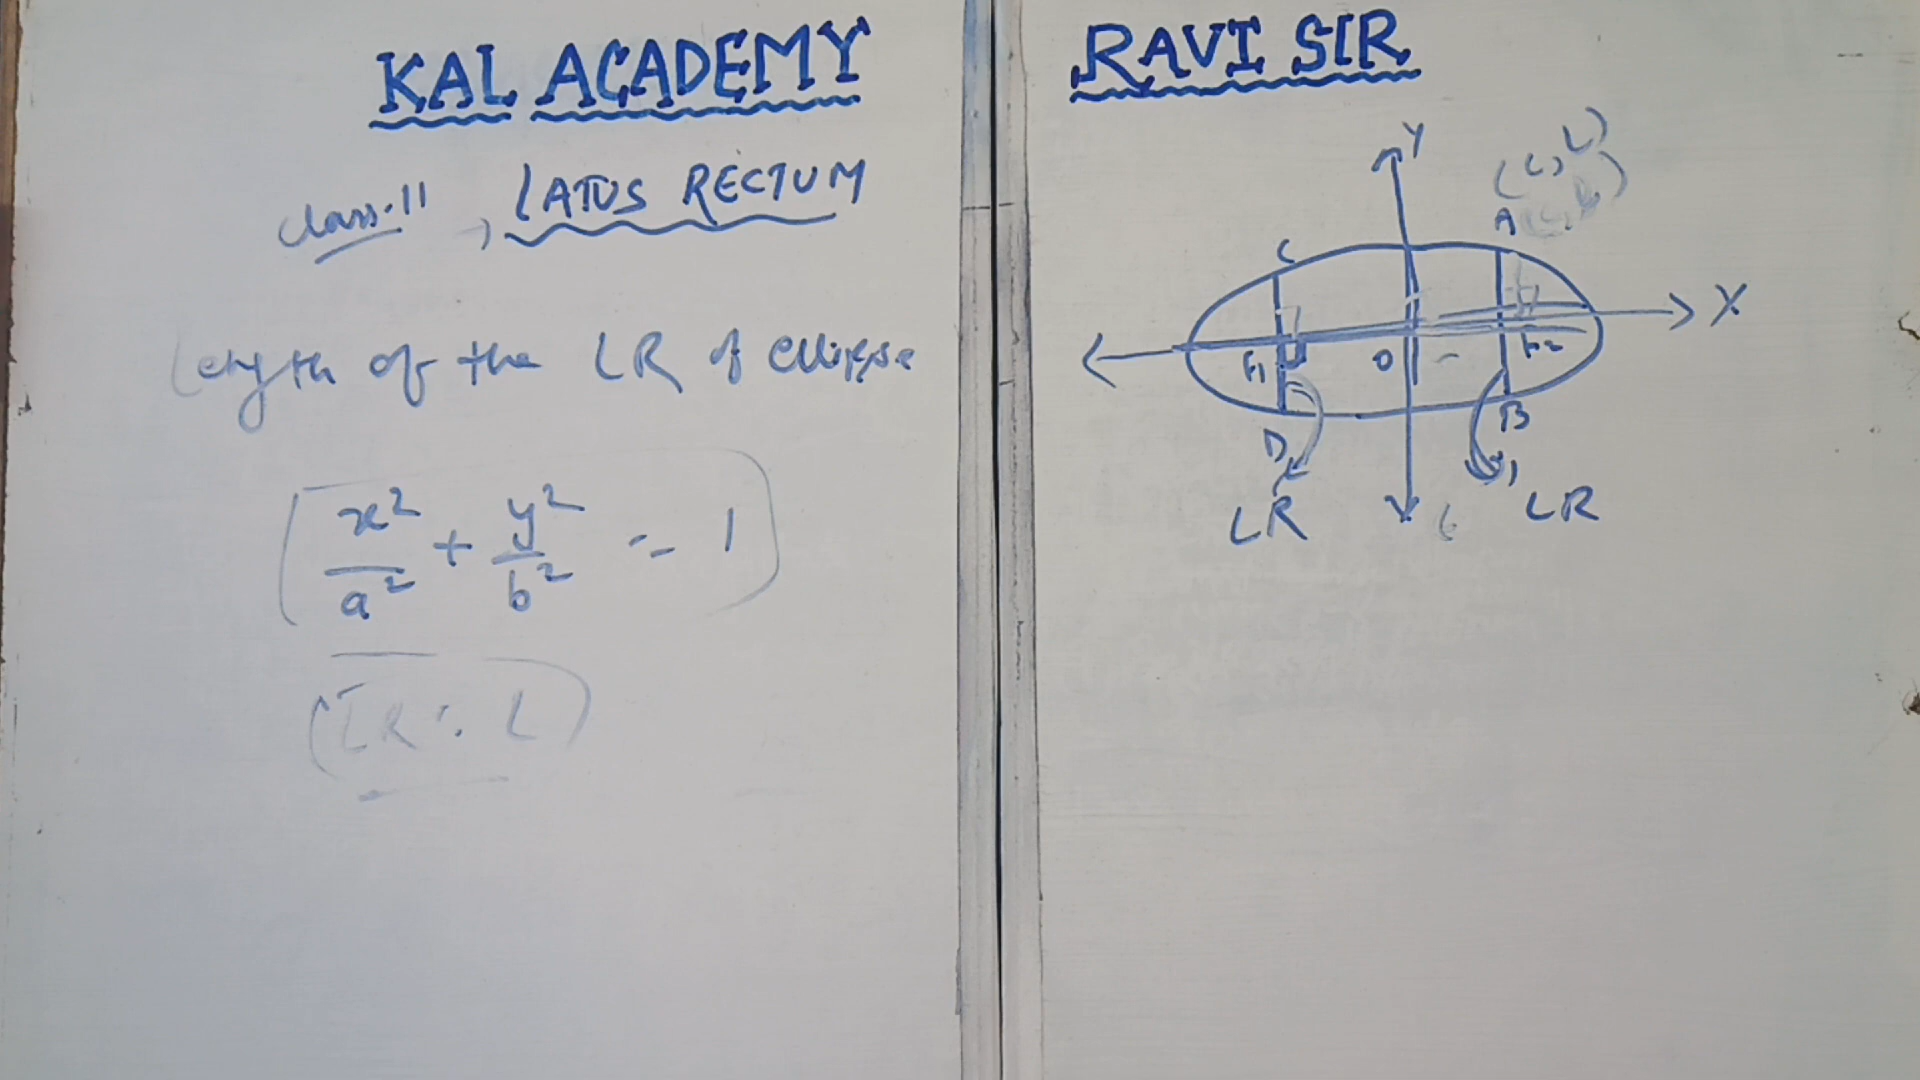 KAL ACADEMY
class-11, LATUS RECTUM
Length of the LR of ellipse
x²/a² + y²/b² = 1
LR = L
RAVI SIR
Y
(c, L)
A
C
X
F₁ O F₂
D B
LR LR